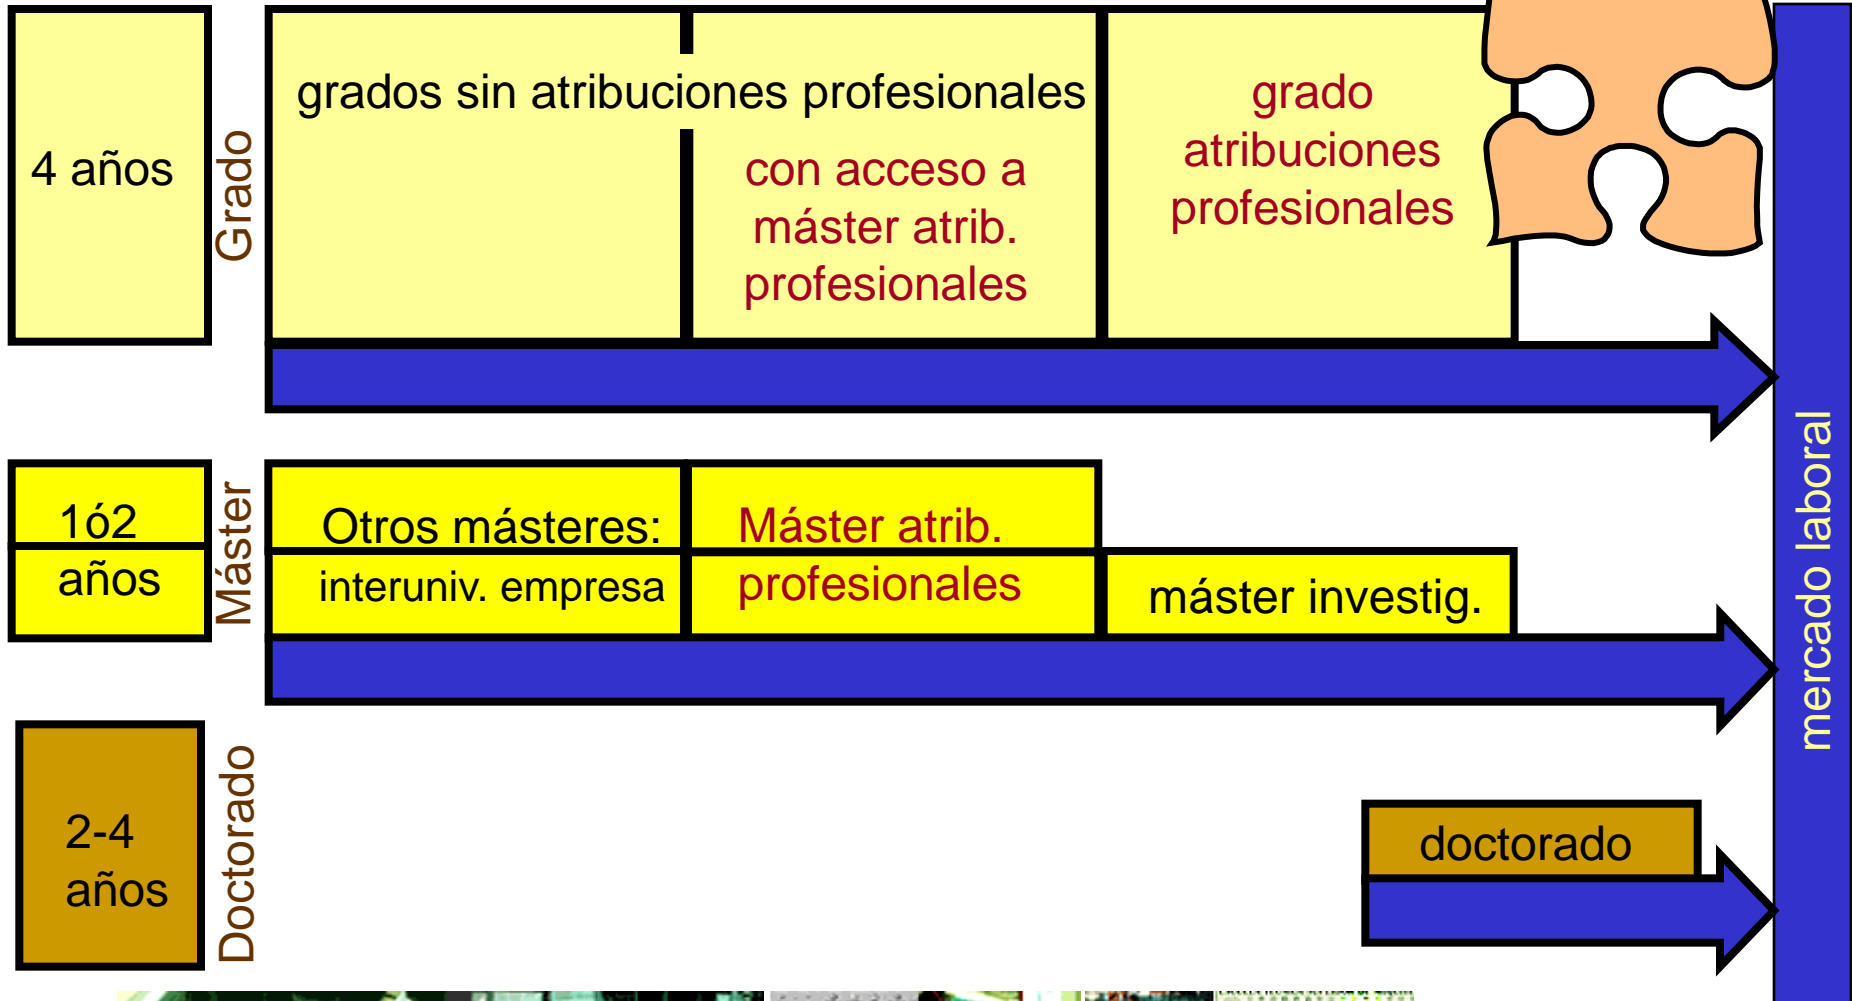 4 años
Grado
grados sin atribuciones profesionales
con acceso a
máster atrib.
profesionales
grado
atribuciones
profesionales
1ó2
años
Máster
Otros másteres:
interuniv. empresa
Máster atrib.
profesionales
máster investig.
2-4
años
Doctorado
doctorado
mercado laboral